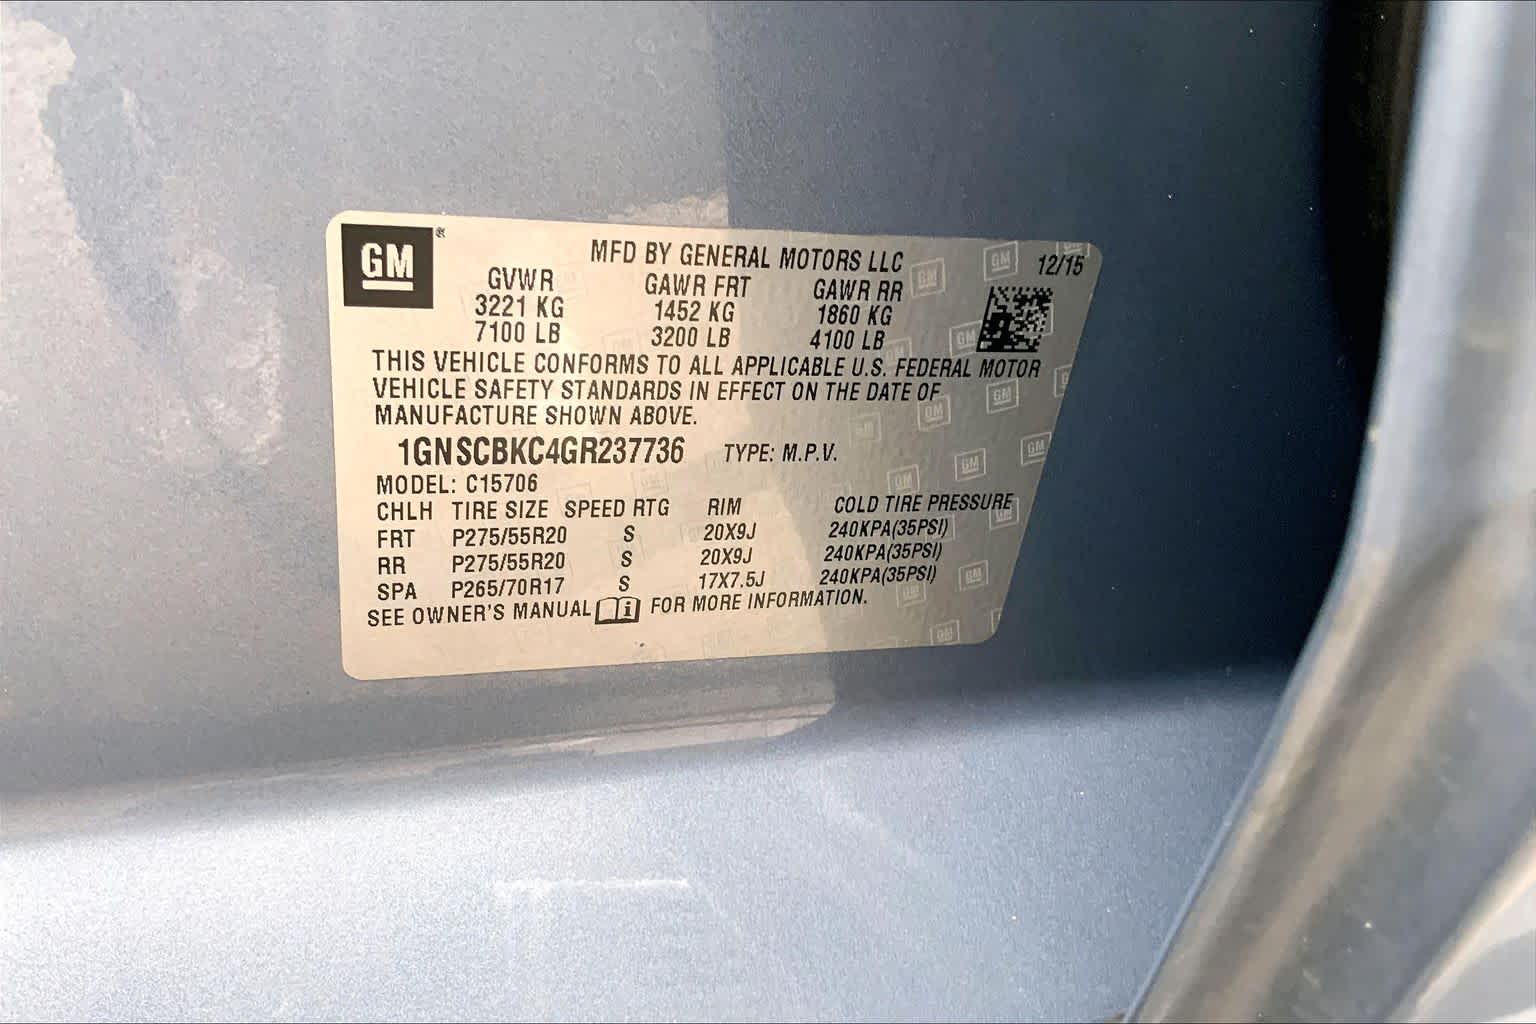 GM ®
MFD BY GENERAL MOTORS LLC 12/15
GVWR GAWR FRT GAWR RR
3221 KG 1452 KG 1860 KG
7100 LB 3200 LB 4100 LB
THIS VEHICLE CONFORMS TO ALL APPLICABLE U.S. FEDERAL MOTOR
VEHICLE SAFETY STANDARDS IN EFFECT ON THE DATE OF
MANUFACTURE SHOWN ABOVE.
1GNSCBKC4GR237736 TYPE: M.P.V.
MODEL: C15706
CHLH TIRE SIZE SPEED RTG RIM COLD TIRE PRESSURE
FRT P275/55R20 S 20X9J 240KPA(35PSI)
RR P275/55R20 S 20X9J 240KPA(35PSI)
SPA P265/70R17 S 17X7.5J 240KPA(35PSI)
SEE OWNER'S MANUAL FOR MORE INFORMATION.